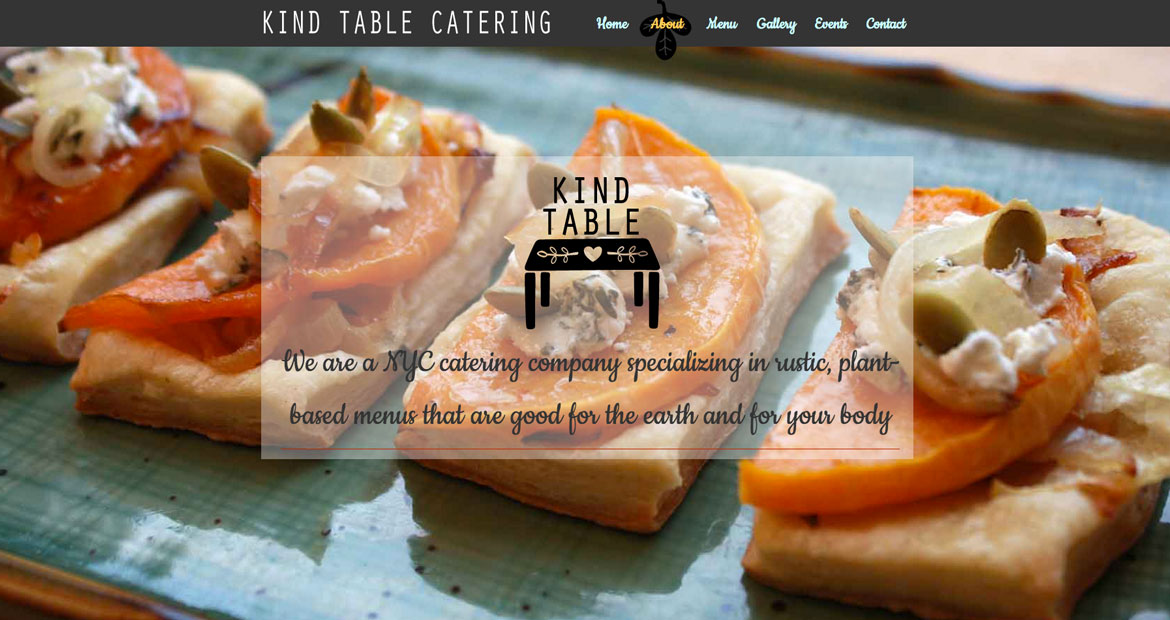 KIND TABLE CATERING
Home About Menu Gallery Events Contact
KIND
TABLE
We are a NYC catering company specializing in rustic, plant-
based menus that are good for the earth and for your body